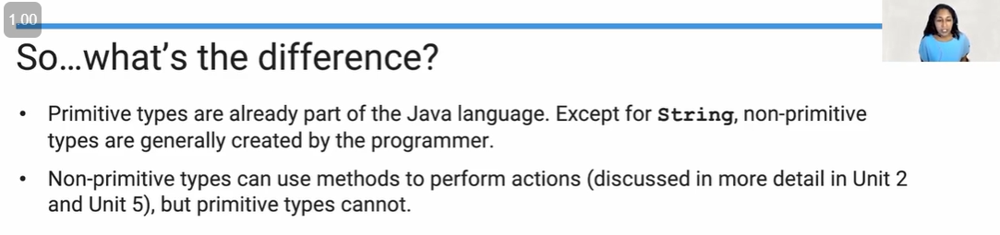 1.00
So…what's the difference?
• Primitive types are already part of the Java language. Except for String, non-primitive
types are generally created by the programmer.
• Non-primitive types can use methods to perform actions (discussed in more detail in Unit 2
and Unit 5), but primitive types cannot.